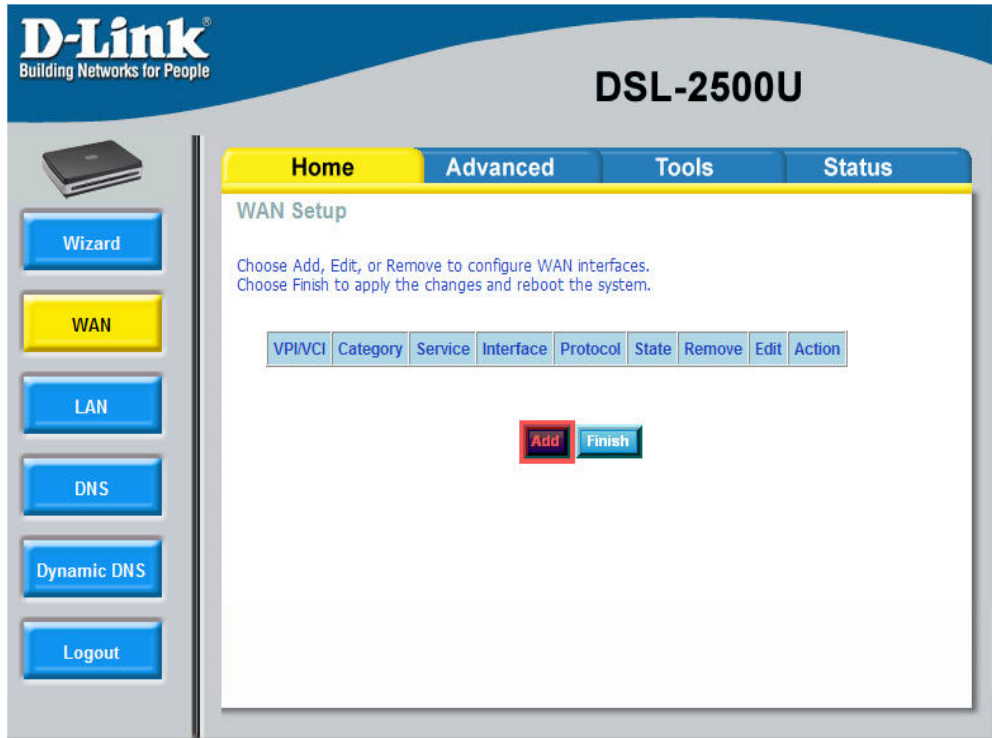 D-Link®
Building Networks for People
DSL-2500U
Home Advanced Tools Status
Wizard
WAN
LAN
DNS
Dynamic DNS
Logout
WAN Setup
Choose Add, Edit, or Remove to configure WAN interfaces.
Choose Finish to apply the changes and reboot the system.
VPI/VCI Category Service Interface Protocol State Remove Edit Action
Add Finish